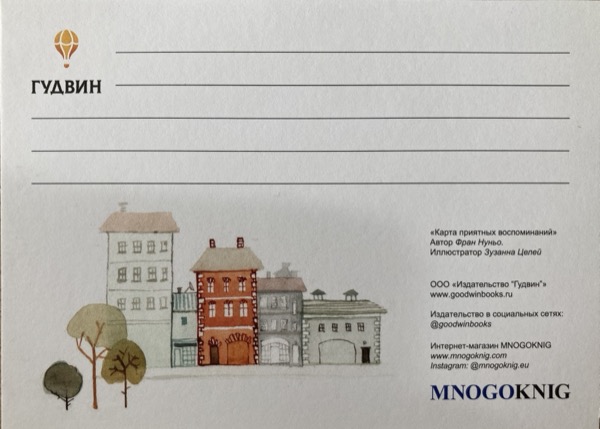 ГУДВИН
«Карта приятных воспоминаний»
Автор Фран Нуньо.
Иллюстратор Зузанна Целей
ООО «Издательство "Гудвин"»
www.goodwinbooks.ru
Издательство в социальных сетях:
@goodwinbooks
Интернет-магазин MNOGOKNIG
www.mnogoknig.com
Instagram: @mnogoknig.eu
MNOGOKNIG